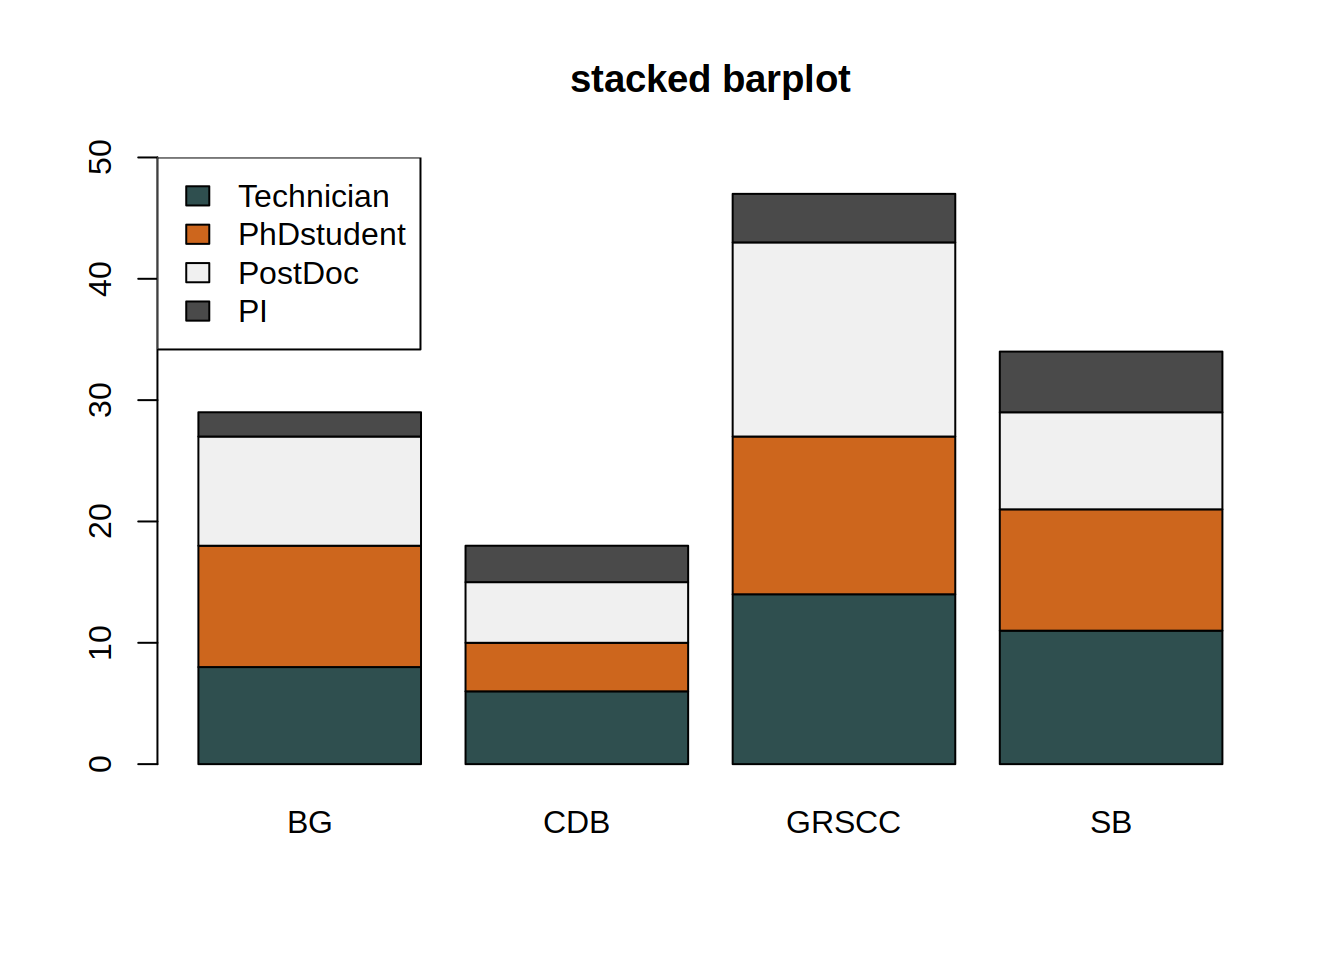 stacked barplot
50
40
30
20
10
0
Technician
PhDstudent
PostDoc
PI
BG CDB GRSCC SB